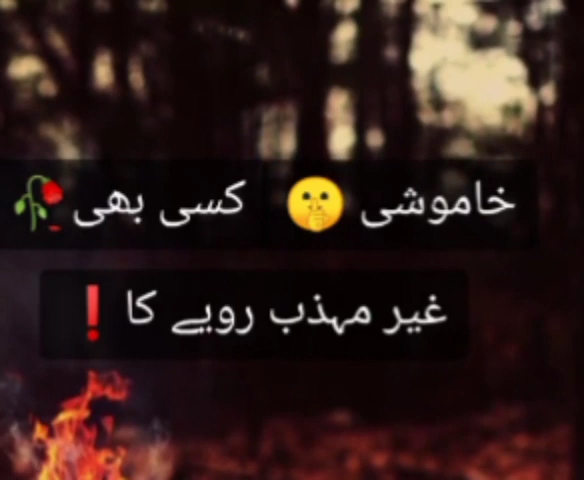 خاموشی 🤫 کسی بھی🥀
غیر مہذب رویے کا❗